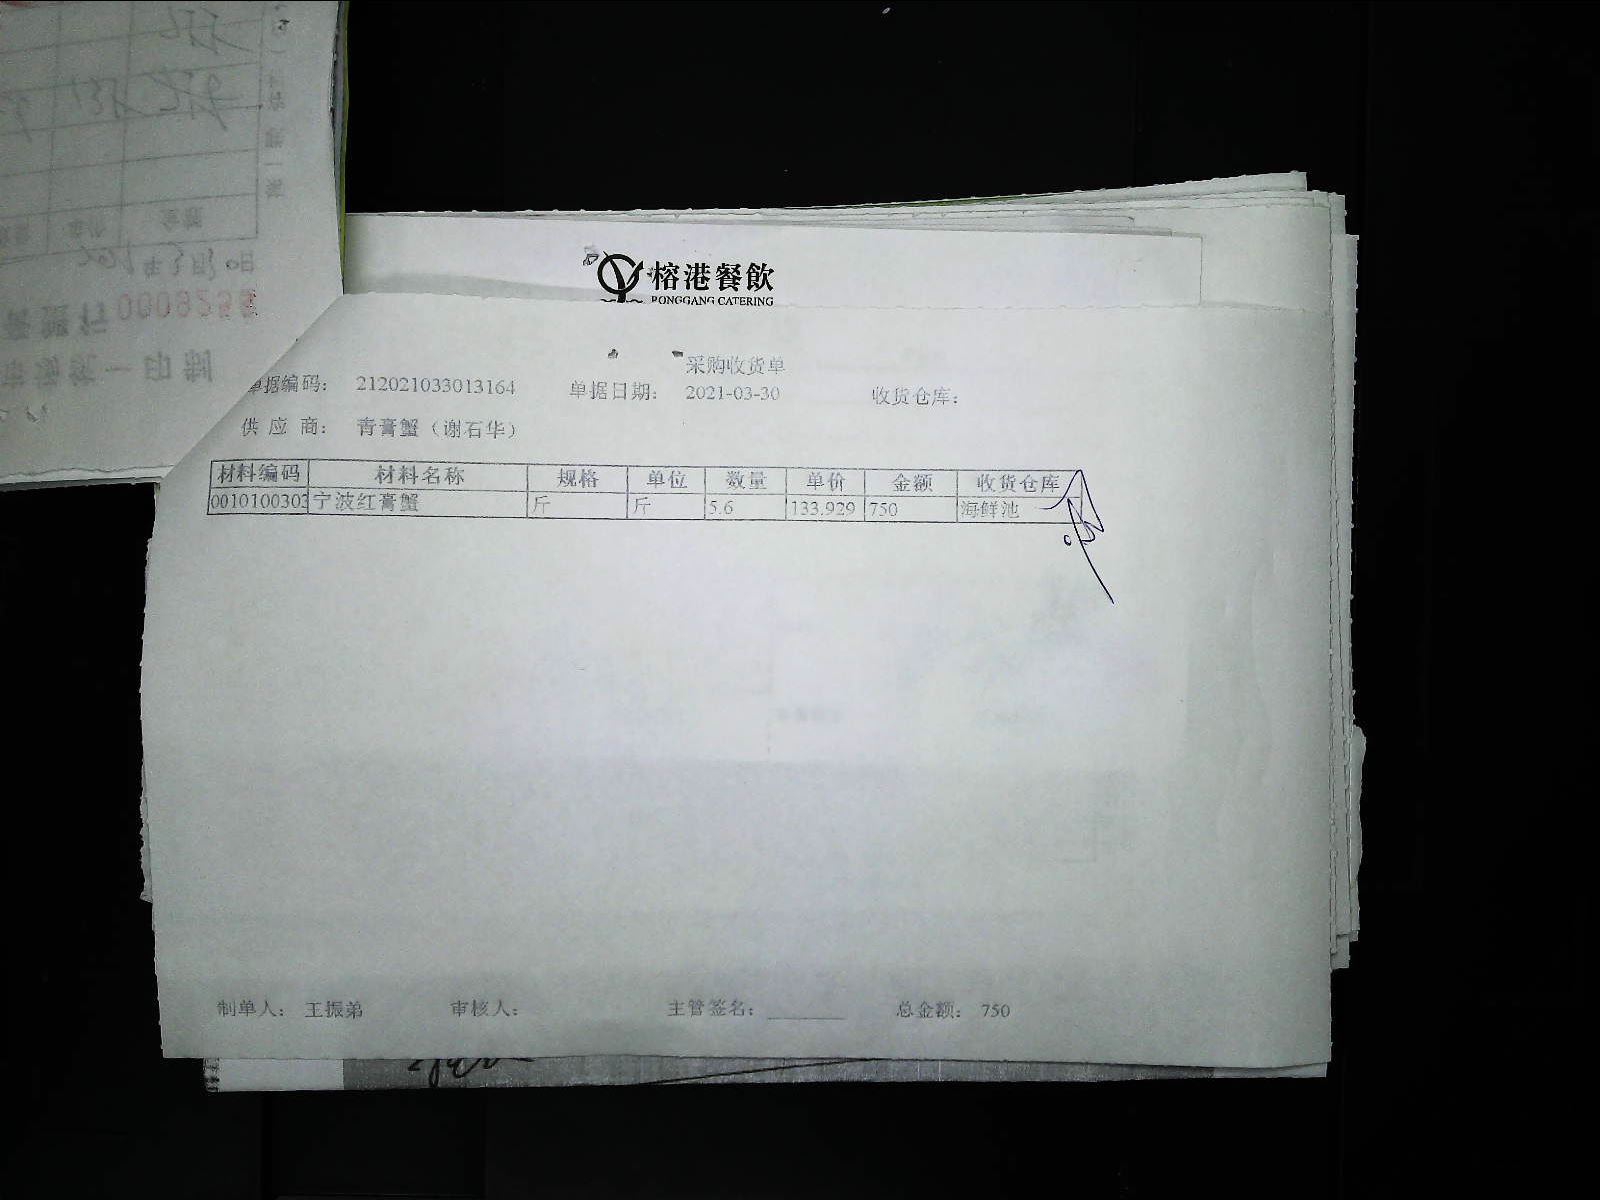 榕港餐飲
RONGGANG CATERING
采购收货单
单据编码： 212021033013164 单据日期： 2021-03-30 收货仓库：
供 应 商： 青膏蟹（谢石华）
材料编码 材料名称 规格 单位 数量 单价 金额 收货仓库
0010100303 宁波红膏蟹 斤 斤 5.6 133.929 750 海鲜池
制单人： 王振弟 审核人： 主管签名： 总金额： 750
0009288